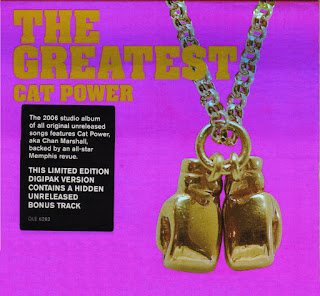 THE
GREATEST
CAT POWER
The 2006 studio album
of all original unreleased
songs features Cat Power,
aka Chan Marshall,
backed by an all-star
Memphis revue.
THIS LIMITED EDITION
DIGIPAK VERSION
CONTAINS A HIDDEN
UNRELEASED
BONUS TRACK